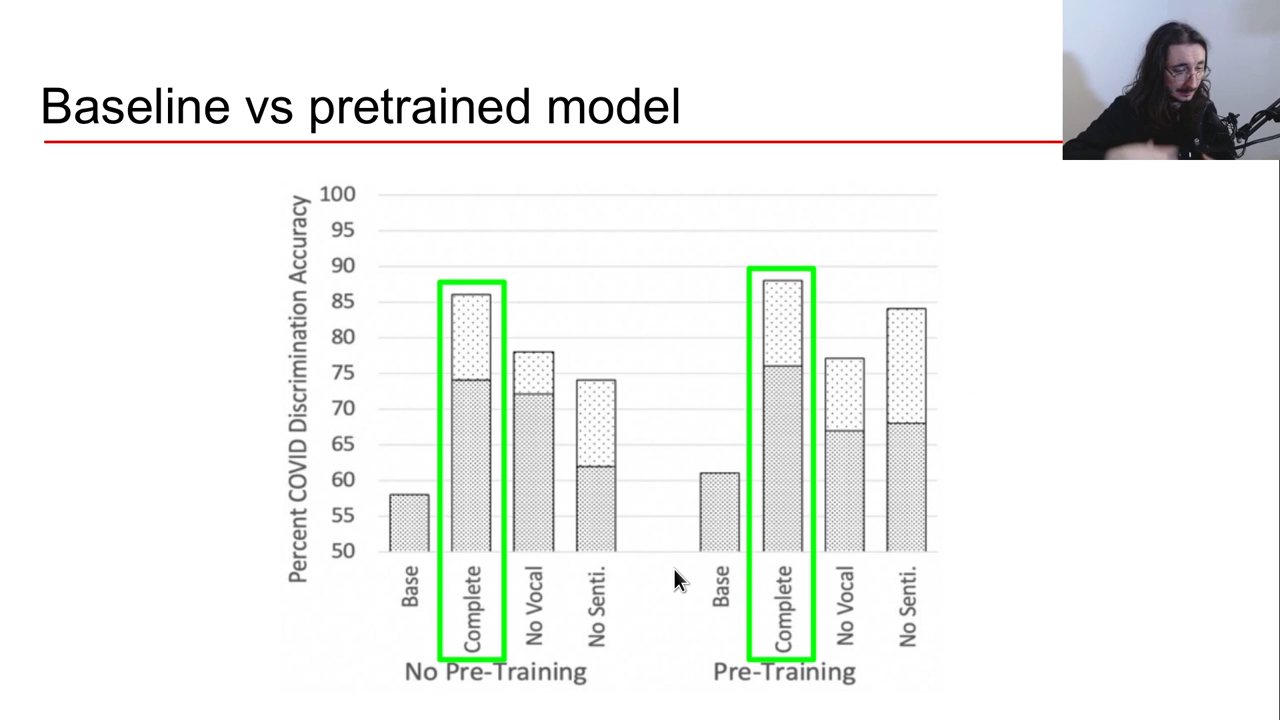 Baseline vs pretrained model
Percent COVID Discrimination Accuracy
100
95
90
85
80
75
70
65
60
55
50
Base
Complete
No Vocal
No Senti.
Base
Complete
No Vocal
No Senti.
No Pre-Training
Pre-Training